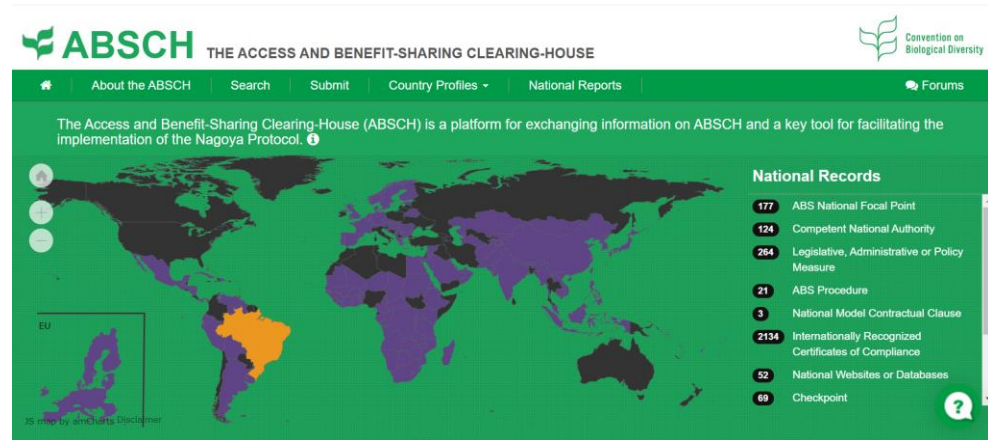 ABSCH THE ACCESS AND BENEFIT-SHARING CLEARING-HOUSE
Convention on
Biological Diversity
About the ABSCH Search Submit Country Profiles National Reports Forums
The Access and Benefit-Sharing Clearing-House (ABSCH) is a platform for exchanging information on ABSCH and a key tool for facilitating the
implementation of the Nagoya Protocol.
National Records
177 ABS National Focal Point
124 Competent National Authority
264 Legislative, Administrative or Policy
Measure
21 ABS Procedure
3 National Model Contractual Clause
2134 Internationally Recognized
Certificates of Compliance
52 National Websites or Databases
69 Checkpoint
EU
JS map by amCharts Disclaimer